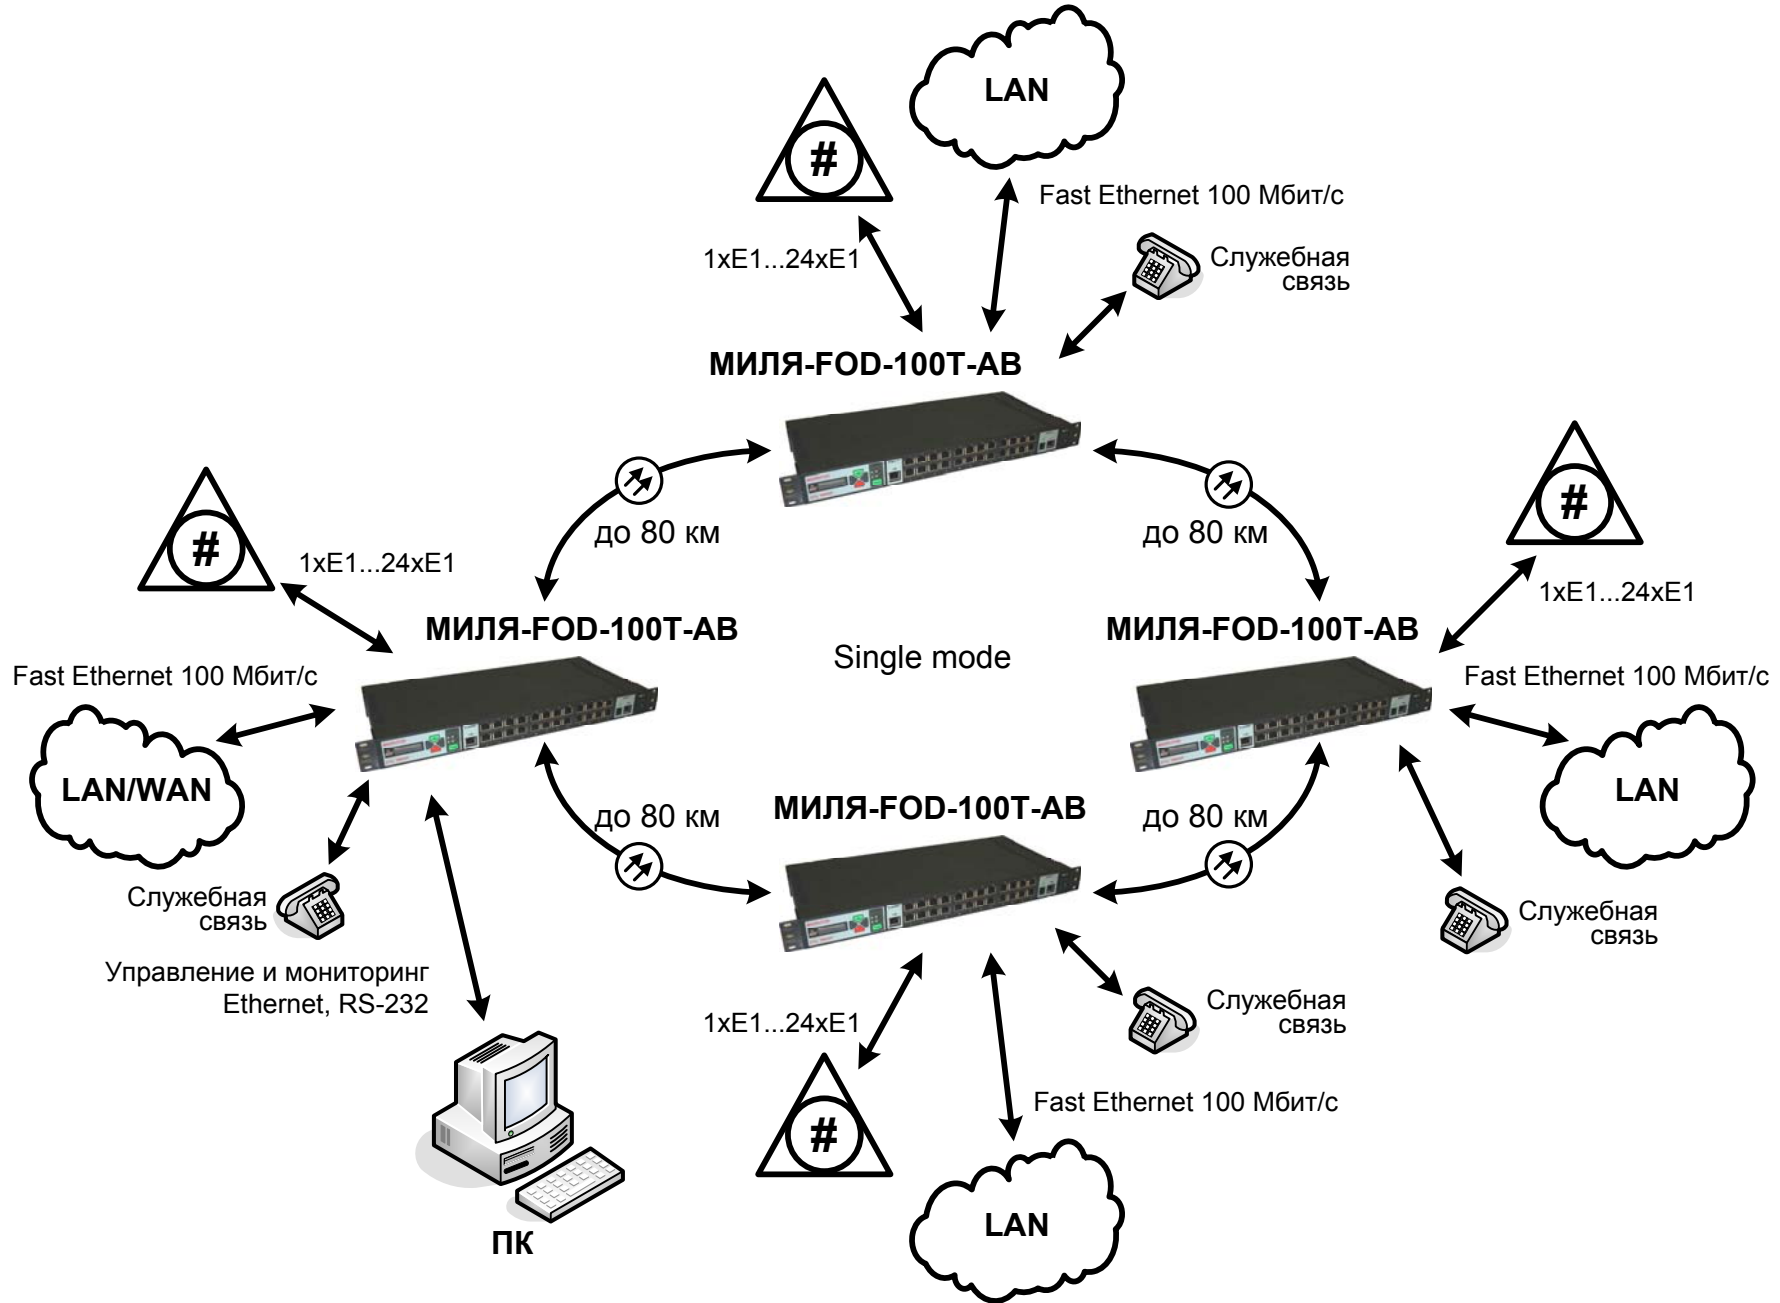 LAN
#
Fast Ethernet 100 Мбит/с
1xE1...24xE1
Служебная
связь
МИЛЯ-FOD-100T-AB
#
#
до 80 км
до 80 км
1xE1...24xE1
1xE1...24xE1
МИЛЯ-FOD-100T-AB
МИЛЯ-FOD-100T-AB
Single mode
Fast Ethernet 100 Мбит/с
Fast Ethernet 100 Мбит/с
LAN/WAN
LAN
до 80 км
МИЛЯ-FOD-100T-AB
до 80 км
Служебная
связь
Служебная
связь
Управление и мониторинг
Ethernet, RS-232
1xE1...24xE1
Служебная
связь
#
Fast Ethernet 100 Мбит/с
LAN
ПК